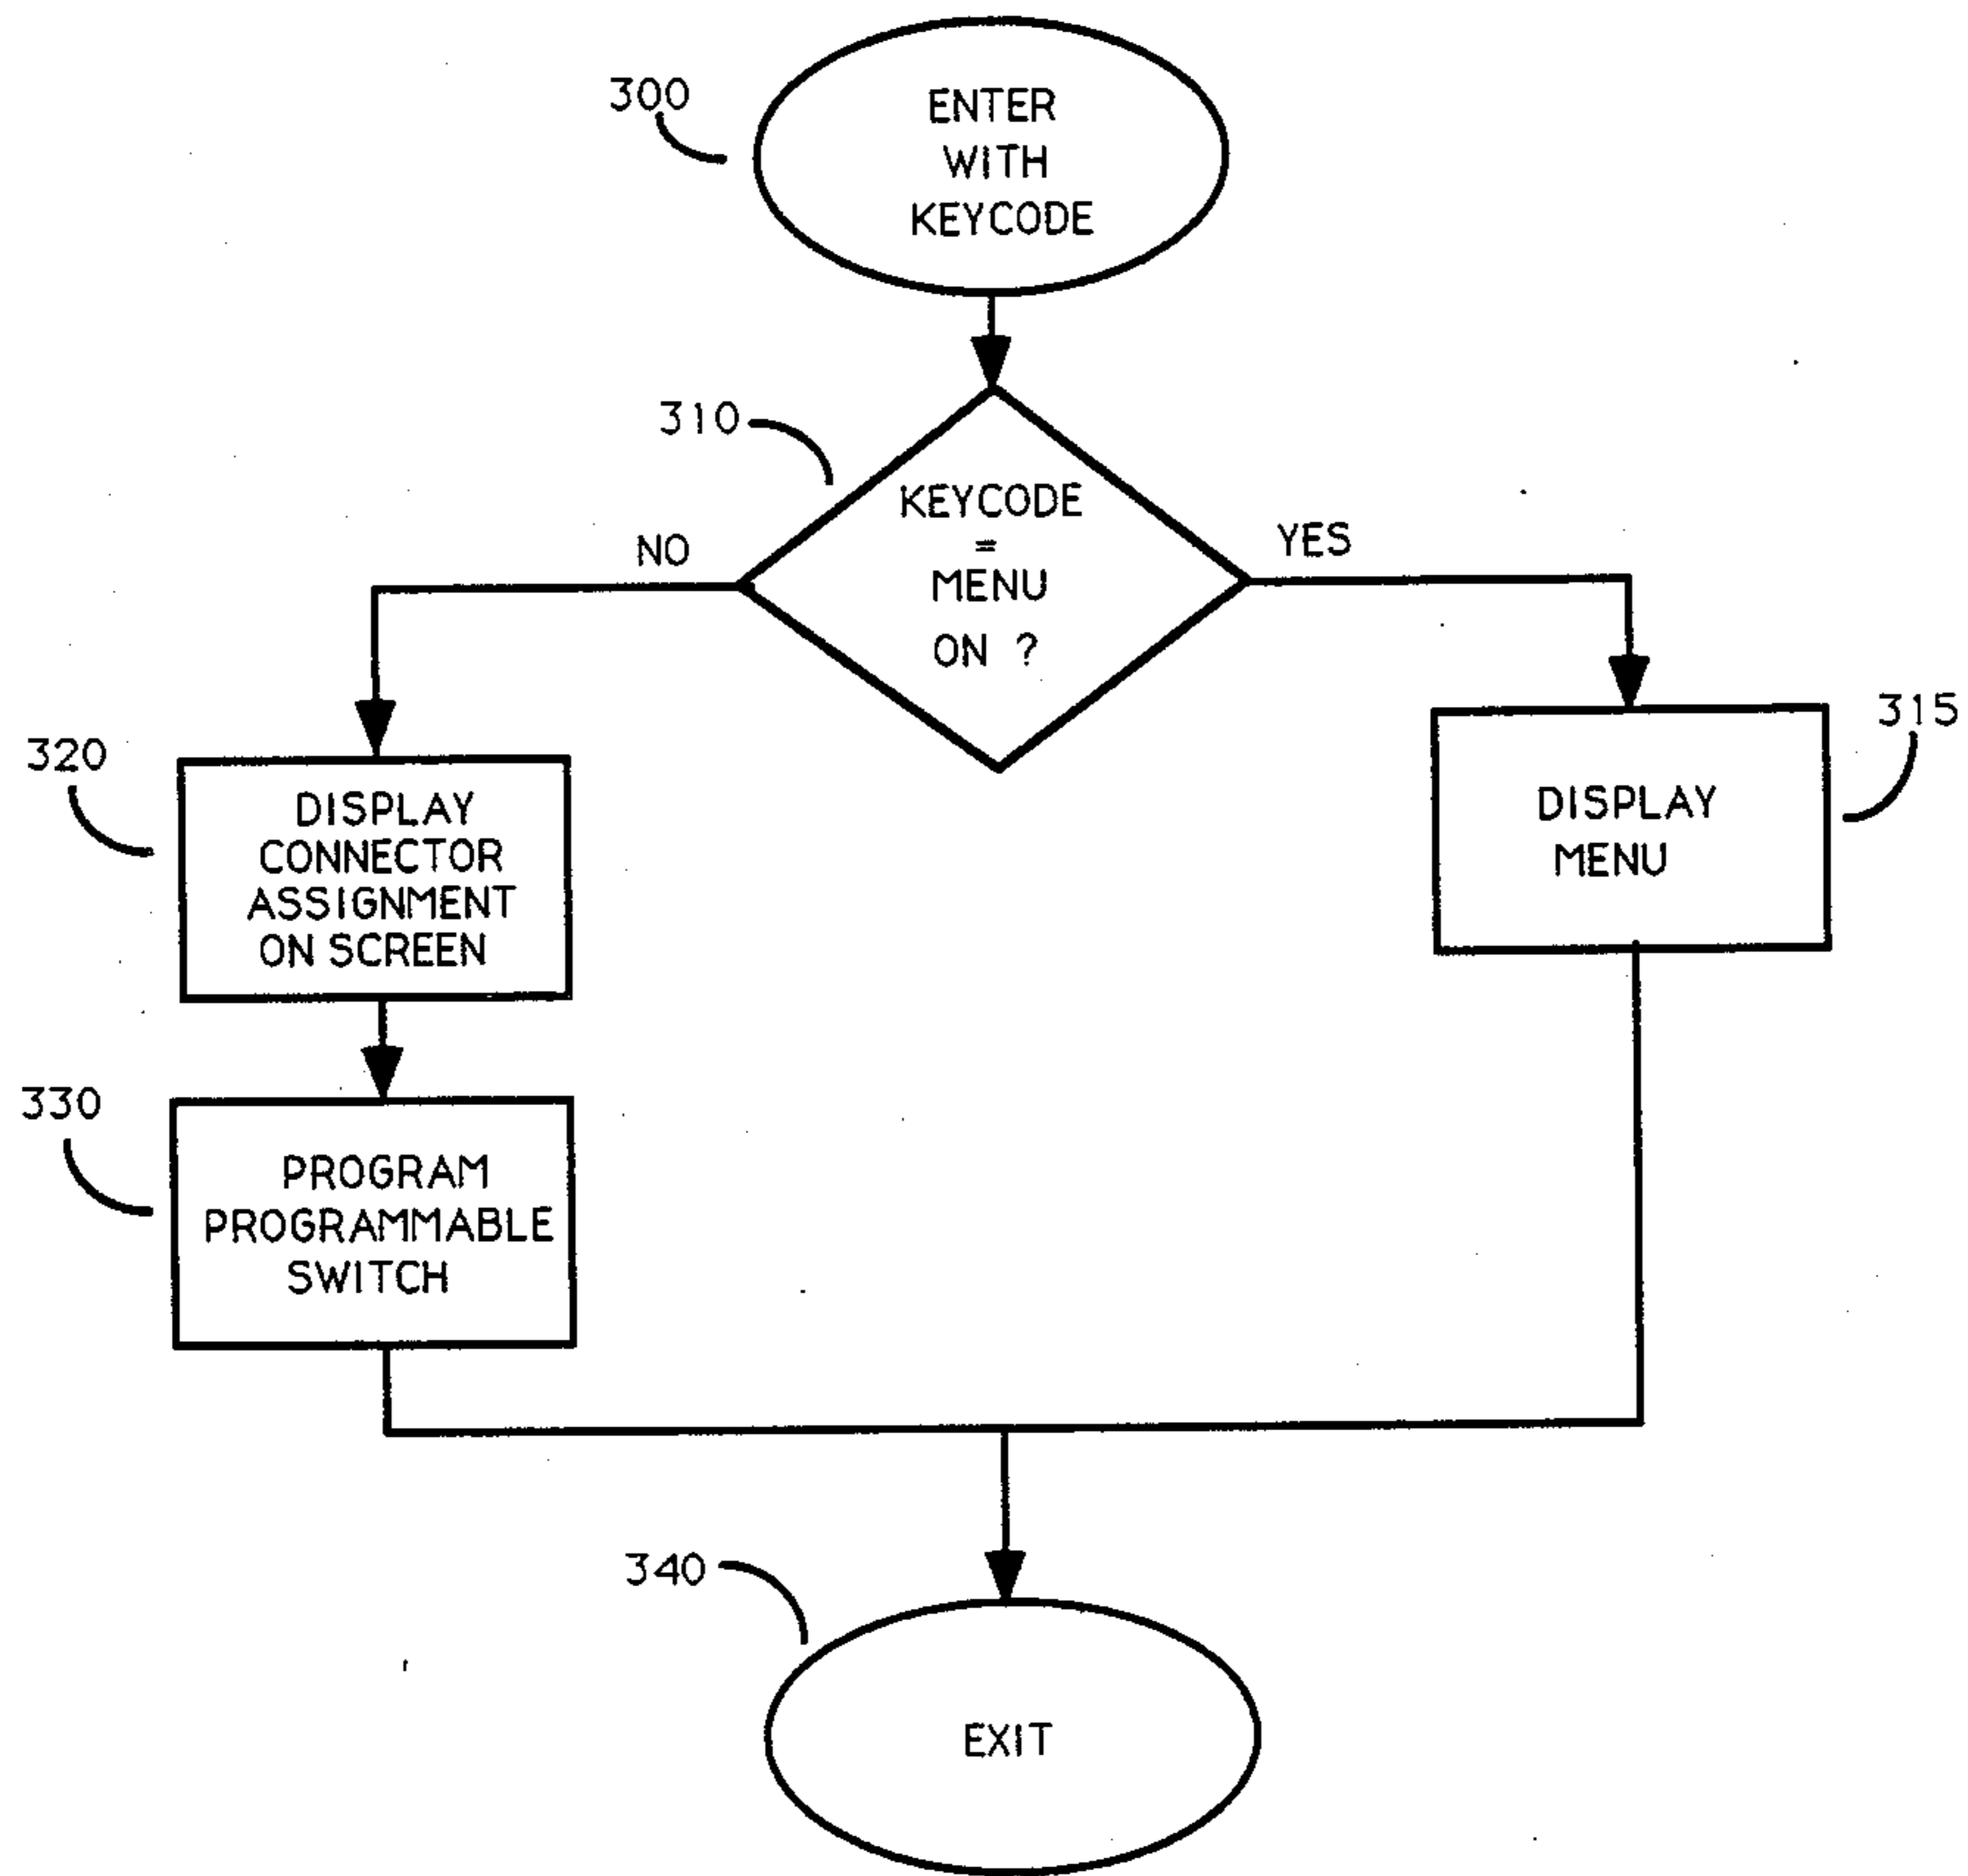 300
ENTER
WITH
KEYCODE
310
KEYCODE
=
MENU
ON ?
NO
YES
320
DISPLAY
CONNECTOR
ASSIGNMENT
ON SCREEN
315
DISPLAY
MENU
330
PROGRAM
PROGRAMMABLE
SWITCH
340
EXIT